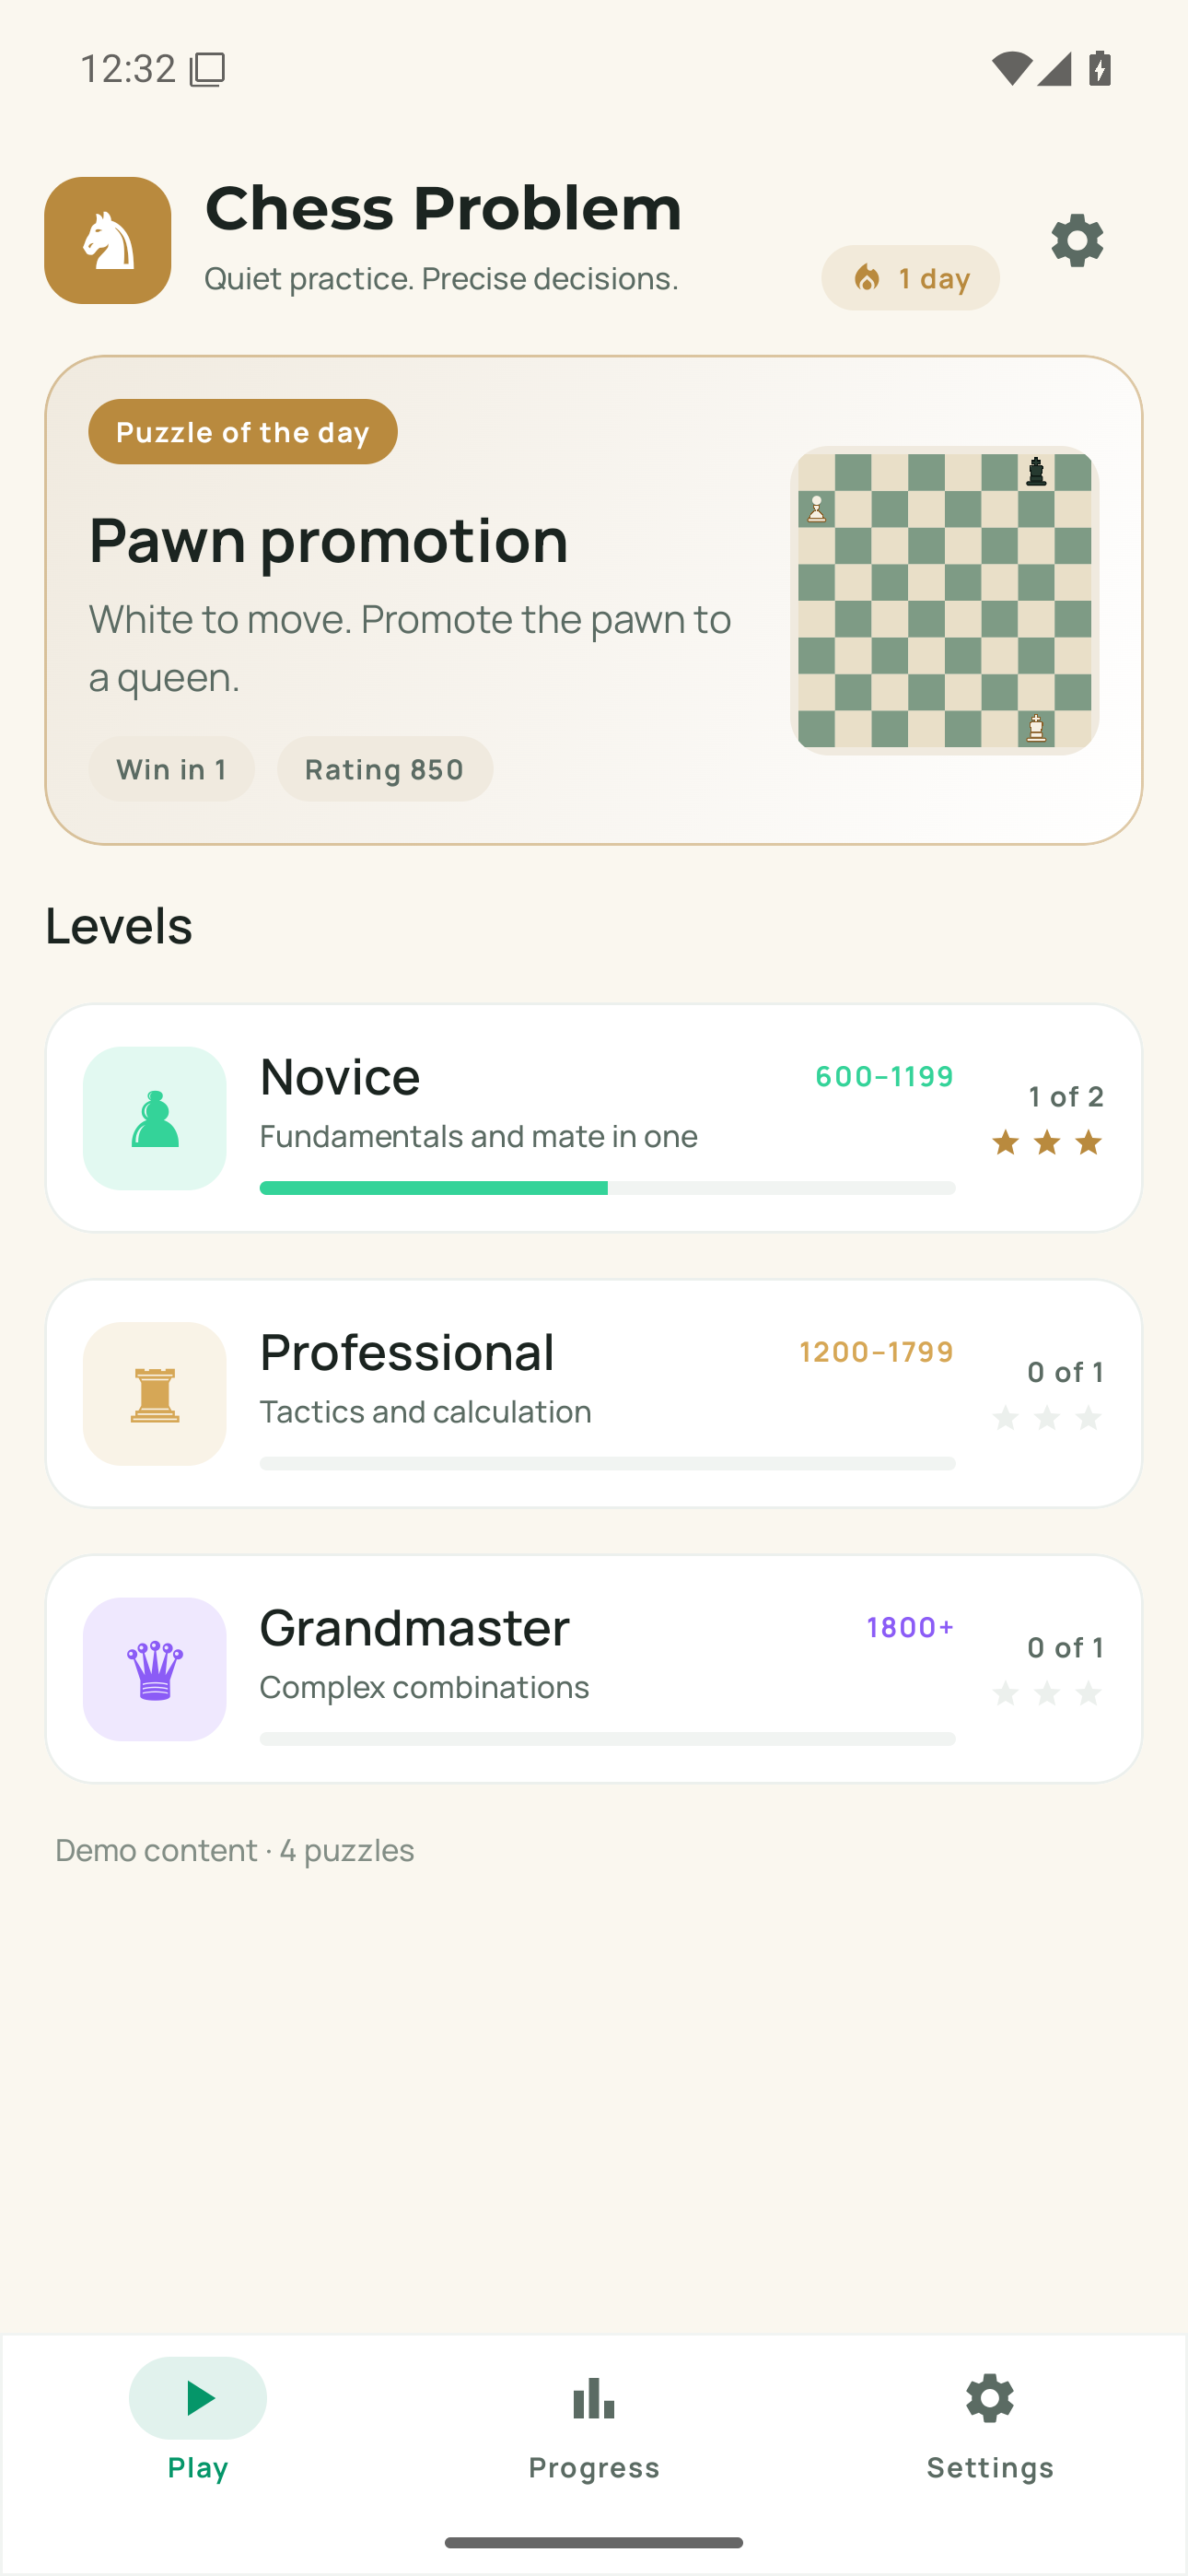 12:32
Chess Problem
Quiet practice. Precise decisions.
1 day
Puzzle of the day
Pawn promotion
White to move. Promote the pawn to
a queen.
Win in 1
Rating 850
Levels
Novice
600–1199
1 of 2
Fundamentals and mate in one
Professional
1200–1799
0 of 1
Tactics and calculation
Grandmaster
1800+
0 of 1
Complex combinations
Demo content · 4 puzzles
Play
Progress
Settings